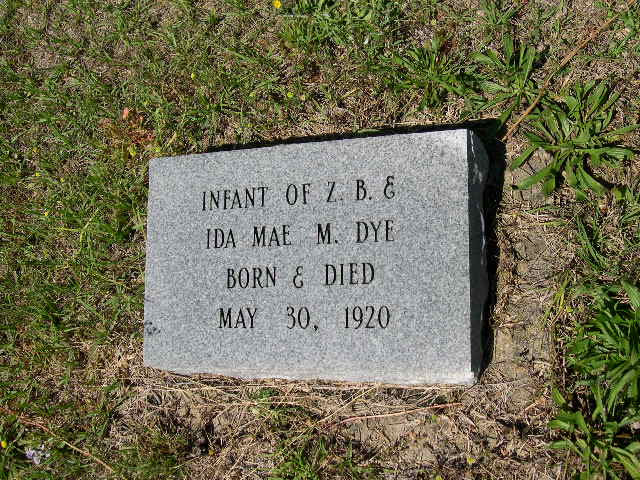 INFANT OF Z. B. &
IDA MAE M. DYE
BORN & DIED
MAY 30, 1920